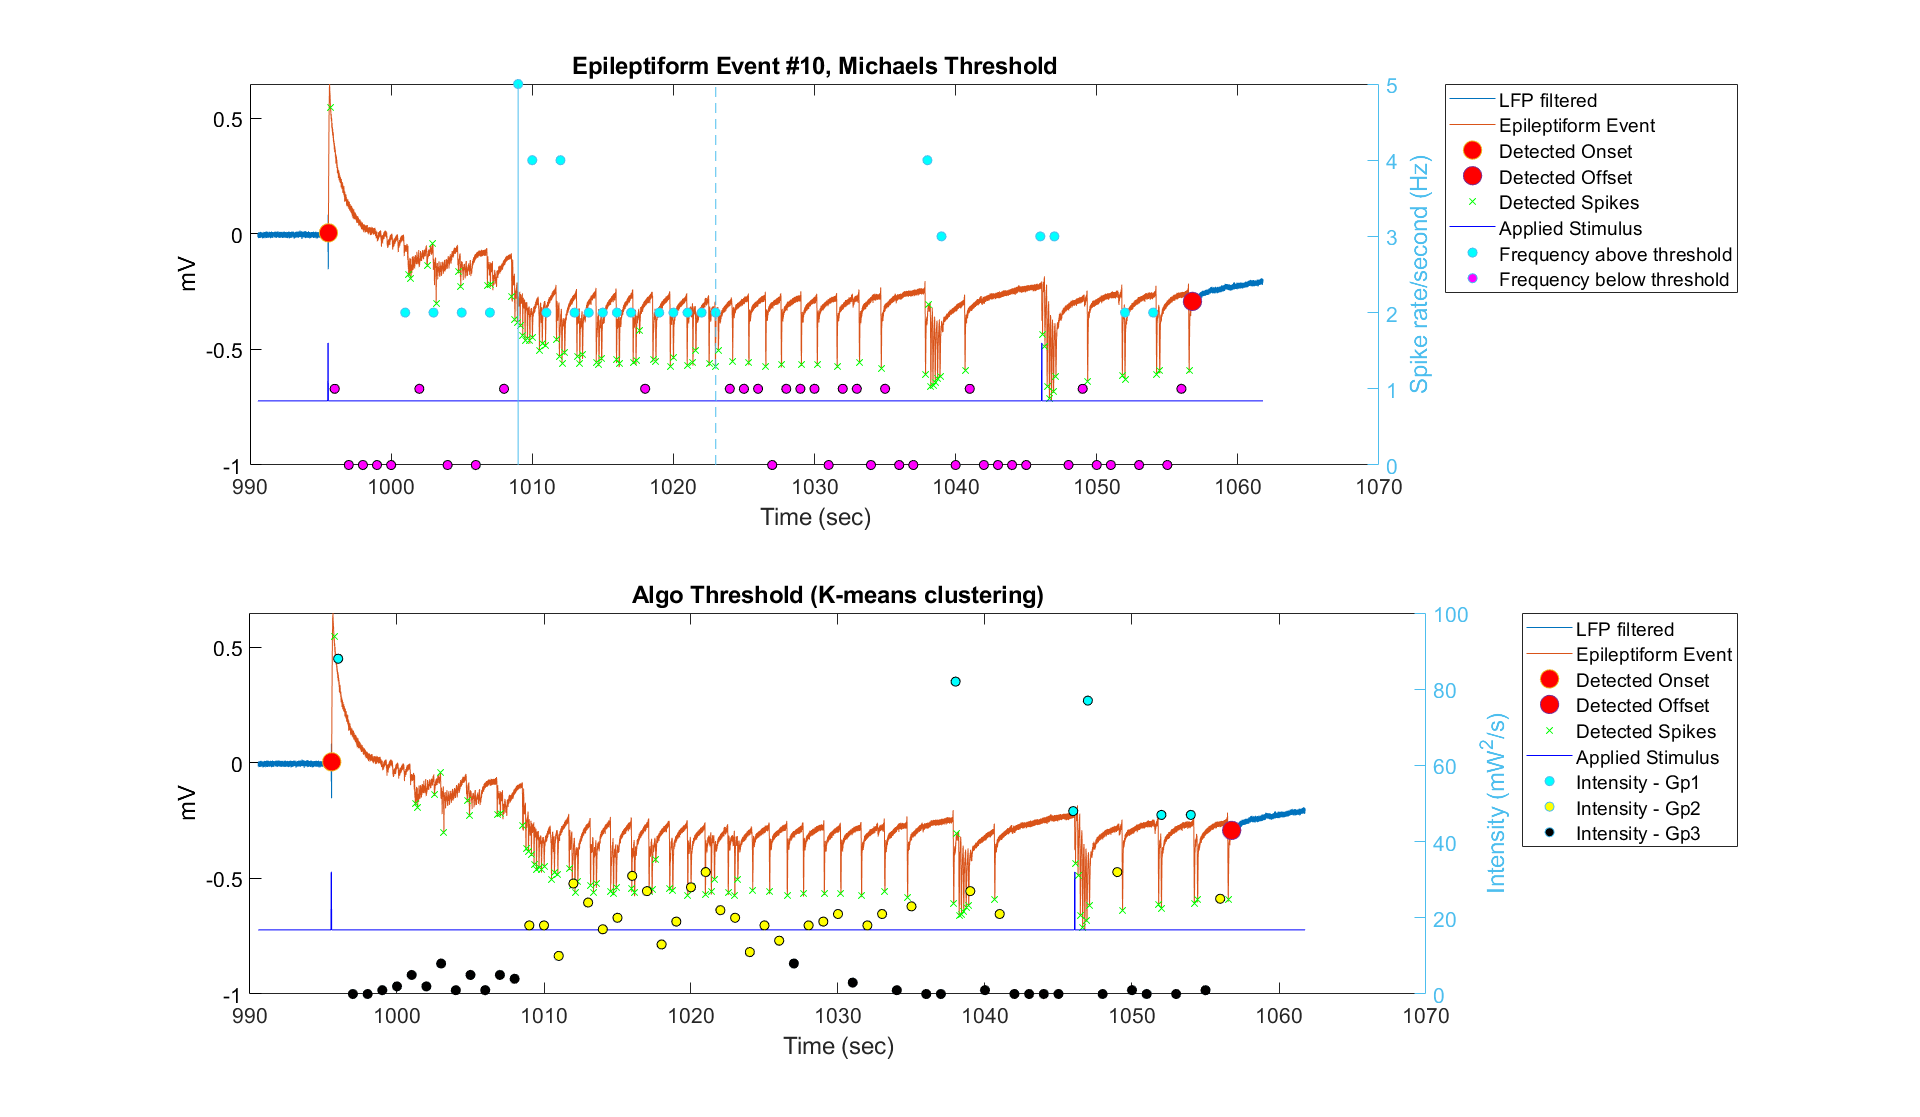 Epileptiform Event #10, Michaels Threshold
0.5
0
-0.5
-1
mV
990
1000
1010
1020
1030
1040
1050
1060
1070
Time (sec)
5
4
3
2
1
0
Spike rate/second (Hz)
LFP filtered
Epileptiform Event
Detected Onset
Detected Offset
Detected Spikes
Applied Stimulus
Frequency above threshold
Frequency below threshold
Algo Threshold (K-means clustering)
0.5
0
-0.5
-1
mV
990
1000
1010
1020
1030
1040
1050
1060
1070
Time (sec)
100
80
60
40
20
0
Intensity (mW²/s)
LFP filtered
Epileptiform Event
Detected Onset
Detected Offset
Detected Spikes
Applied Stimulus
Intensity - Gp1
Intensity - Gp2
Intensity - Gp3